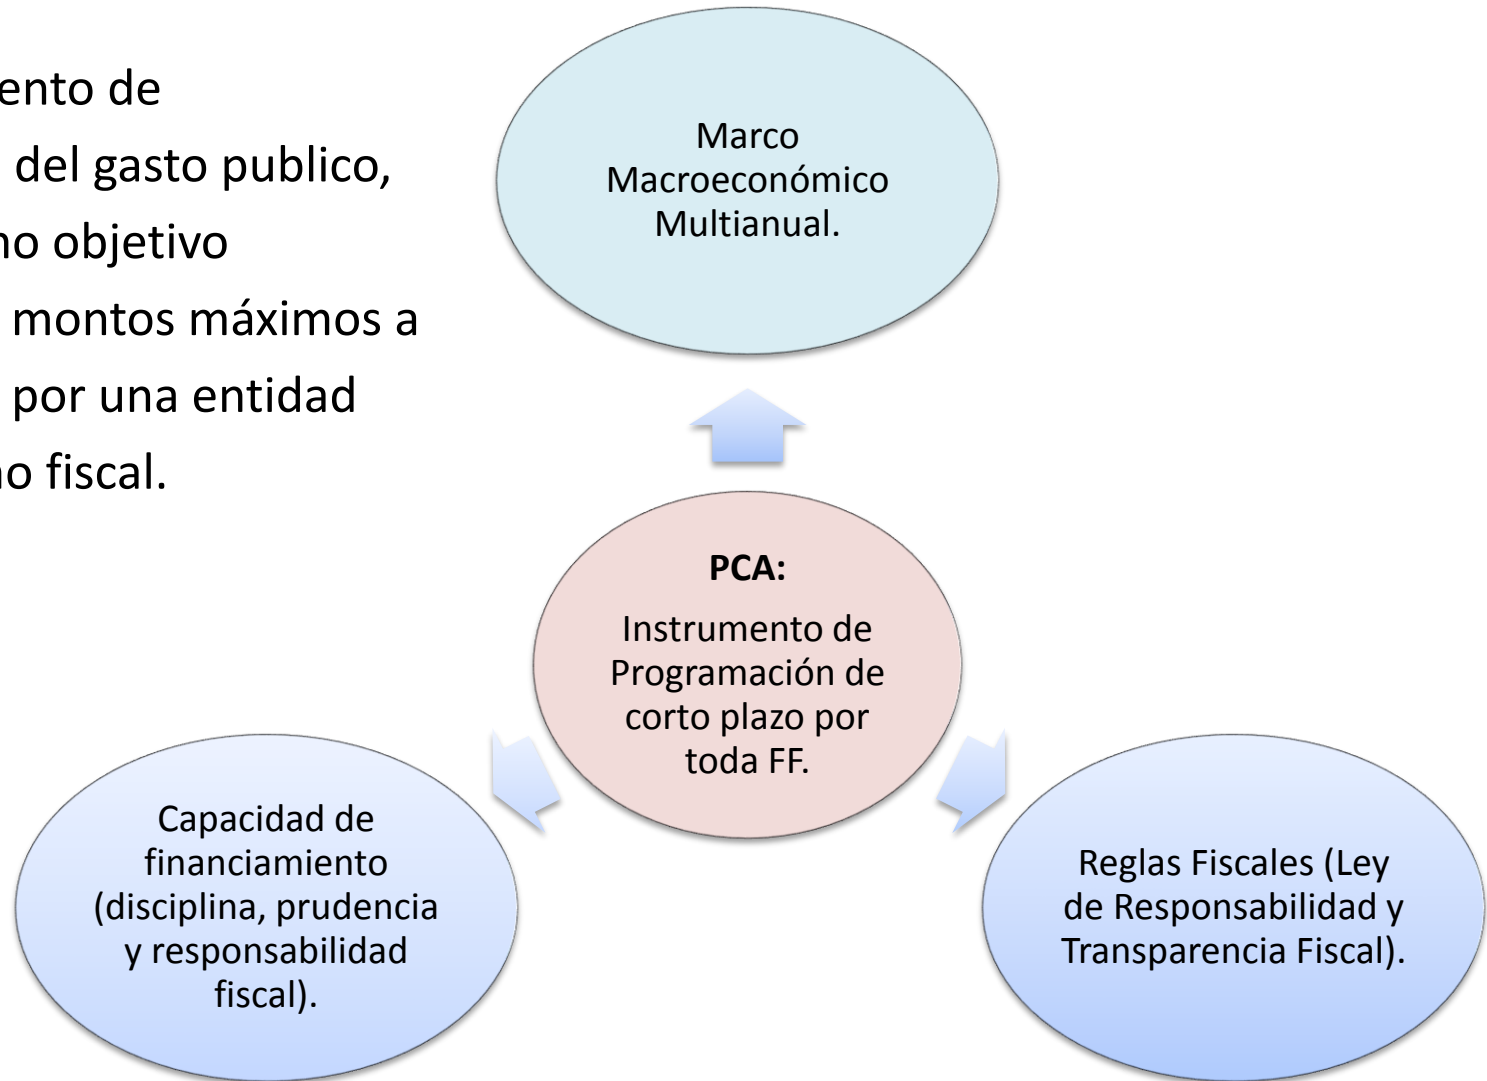 ento de
del gasto publico,
no objetivo
montos máximos a
por una entidad
no fiscal.
Marco
Macroeconómico
Multianual.
PCA:
Instrumento de
Programación de
corto plazo por
toda FF.
Capacidad de
financiamiento
(disciplina, prudencia
y responsabilidad
fiscal).
Reglas Fiscales (Ley
de Responsabilidad y
Transparencia Fiscal).